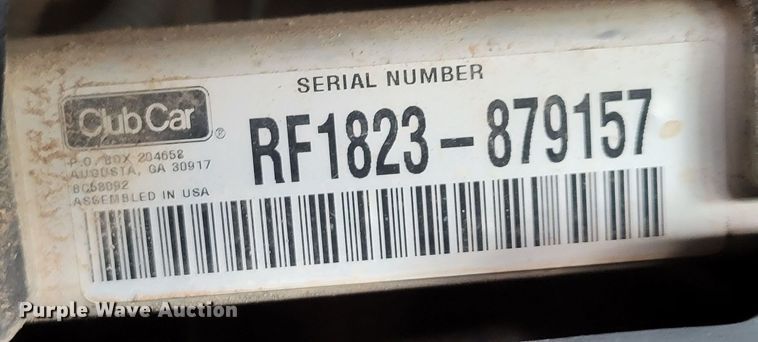 SERIAL NUMBER
Club Car®
RF1823-879157
P.O. BOX 204658
AUGUSTA, GA 30917
ASSEMBLED IN USA
Purple Wave Auction